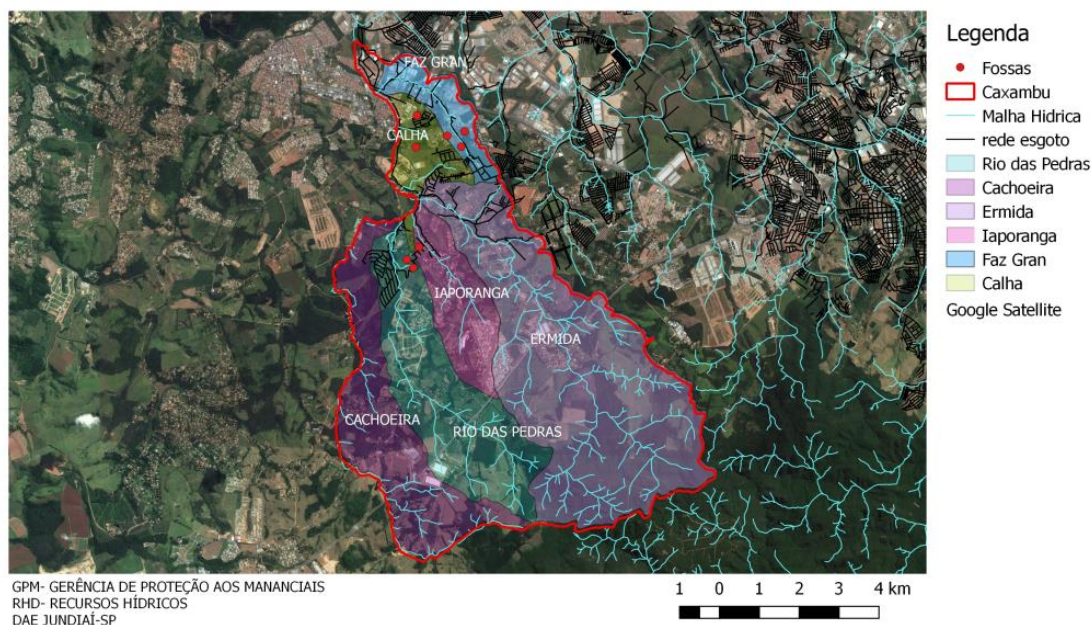 FAZ GRAN
CALHA
IAPORANGA
ERMIDA
CACHOEIRA
RIO DAS PEDRAS
Legenda
Fossas
Caxambu
Malha Hidrica
rede esgoto
Rio das Pedras
Cachoeira
Ermida
Iaporanga
Faz Gran
Calha
Google Satellite
GPM- GERÊNCIA DE PROTEÇÃO AOS MANANCIAIS
RHD- RECURSOS HÍDRICOS
DAE JUNDIAÍ-SP
1 0 1 2 3 4 km